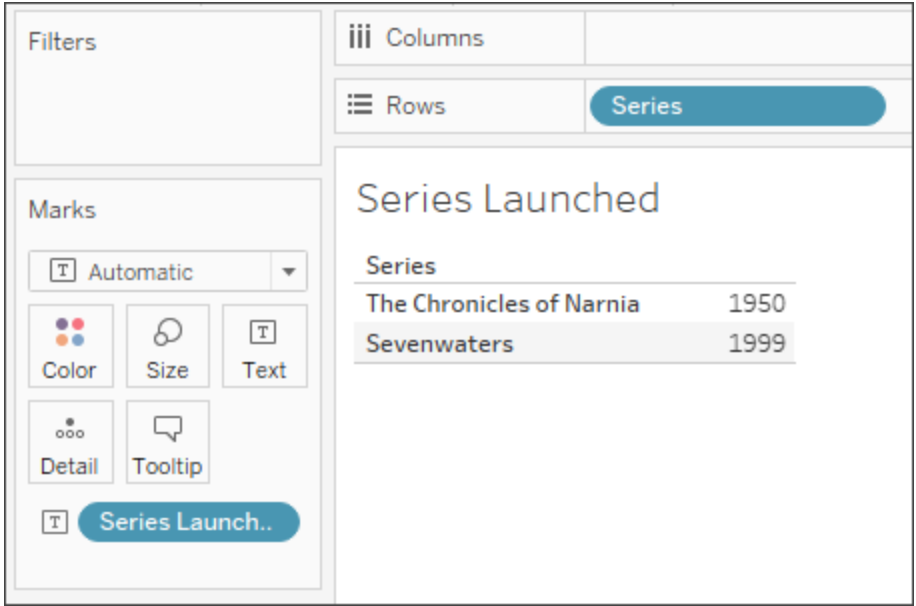 Filters
Columns
Rows
Series
Marks
T Automatic
Color
Size
T
Text
Detail
Tooltip
T Series Launch..
Series Launched
Series
The Chronicles of Narnia 1950
Sevenwaters 1999